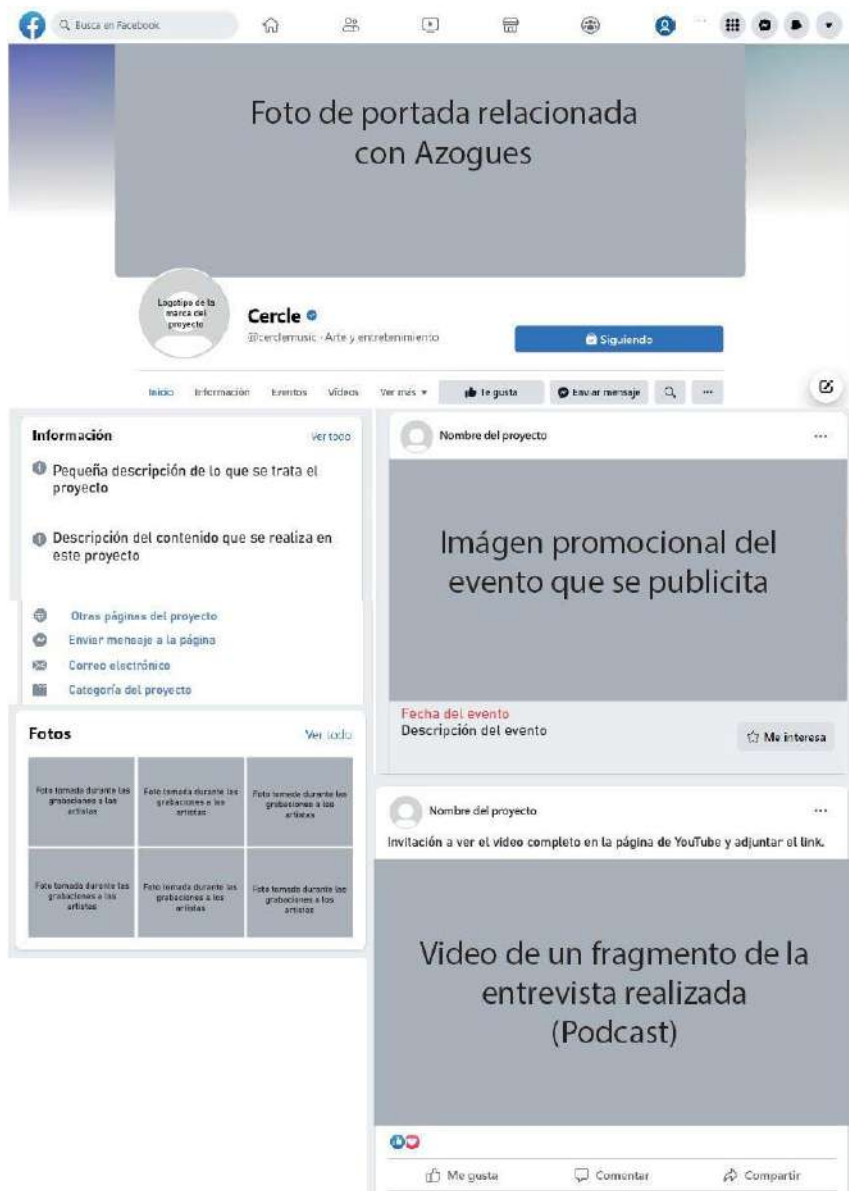 Busca en Facebook
Foto de portada relacionada
con Azogues
Logotipo de la
marca del
proyecto
Cercle
@cerclemusic · Arte y entretenimiento
Siguiendo
Inicio
Información
Eventos
Vídeos
Ver más
Te gusta
Enviar mensaje
Información
Ver todo
Pequeña descripción de lo que se trata el
proyecto
Descripción del contenido que se realiza en
este proyecto
Otras páginas del proyecto
Enviar mensaje a la página
Correo electrónico
Categoría del proyecto
Fotos
Ver todo
Foto tomada durante las
grabaciones a los
artistas
Foto tomada durante las
grabaciones a los
artistas
Foto tomada durante las
grabaciones a los
artistas
Foto tomada durante las
grabaciones a los
artistas
Foto tomada durante las
grabaciones a los
artistas
Foto tomada durante las
grabaciones a los
artistas
Nombre del proyecto
Imágen promocional del
evento que se publicita
Fecha del evento
Descripción del evento
Me interesa
Nombre del proyecto
Invitación a ver el video completo en la página de YouTube y adjuntar el link.
Video de un fragmento de la
entrevista realizada
(Podcast)
Me gusta
Comentar
Compartir